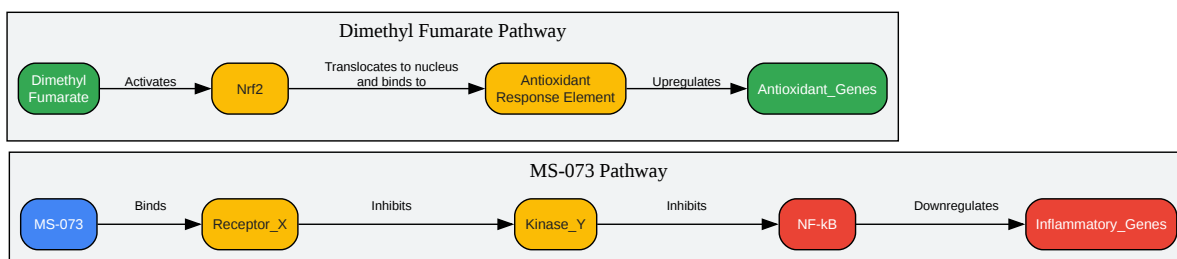 Dimethyl Fumarate Pathway
Dimethyl
Fumarate
Activates
Nrf2
Translocates to nucleus
and binds to
Antioxidant
Response Element
Upregulates
Antioxidant_Genes
MS-073 Pathway
MS-073
Binds
Receptor_X
Inhibits
Kinase_Y
Inhibits
NF-kB
Downregulates
Inflammatory_Genes